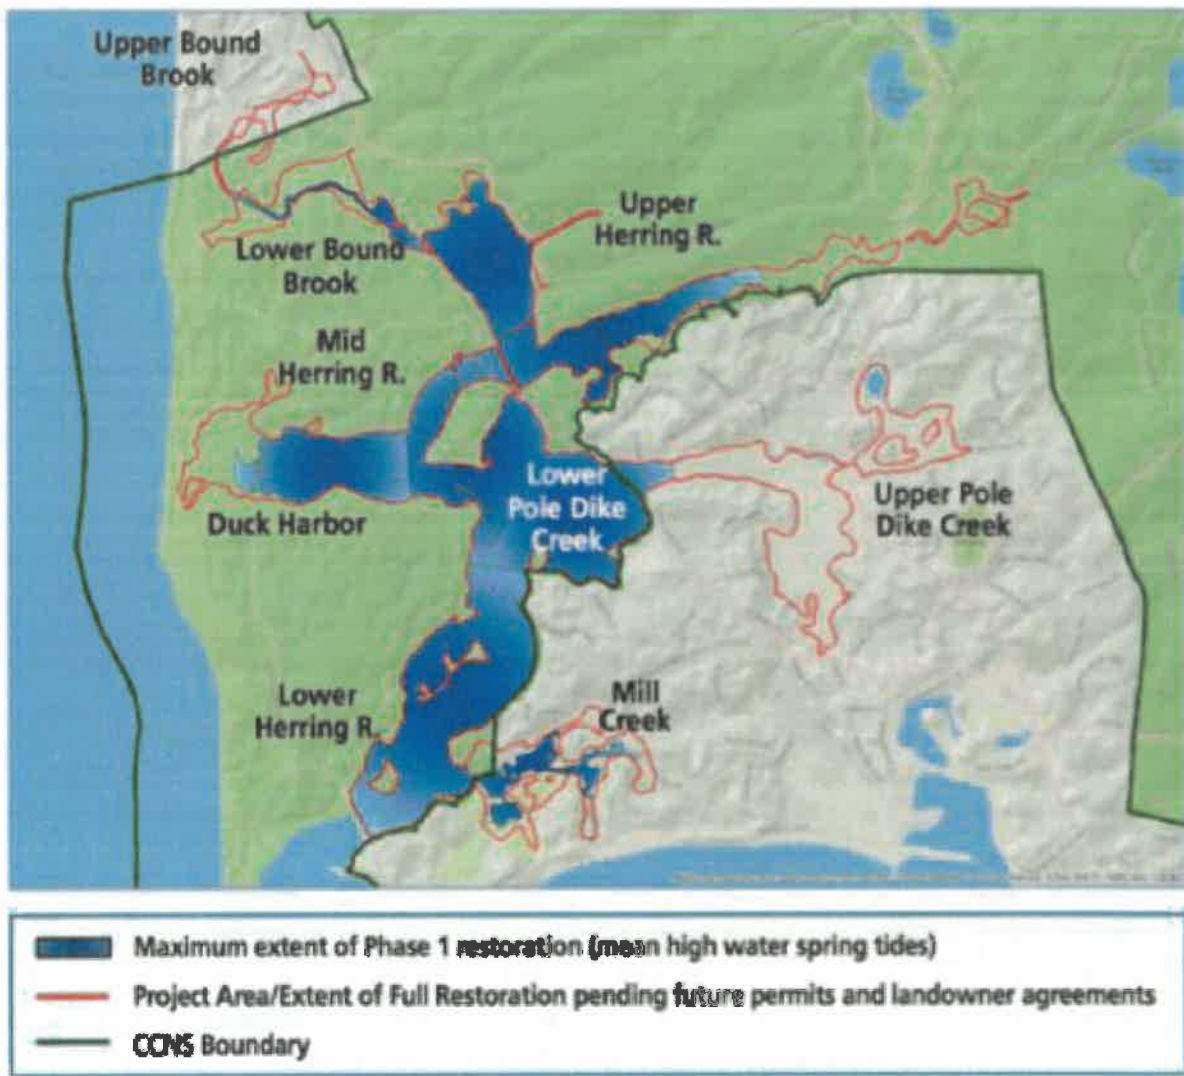 Upper Bound
Brook
Upper
Herring R.
Lower Bound
Brook
Mid
Herring R.
Lower
Pole Dike
Creek
Upper Pole
Dike Creek
Duck Harbor
Lower
Herring R.
Mill
Creek
Maximum extent of Phase 1 restoration (mean high water spring tides)
Project Area/Extent of Full Restoration pending future permits and landowner agreements
CCNS Boundary